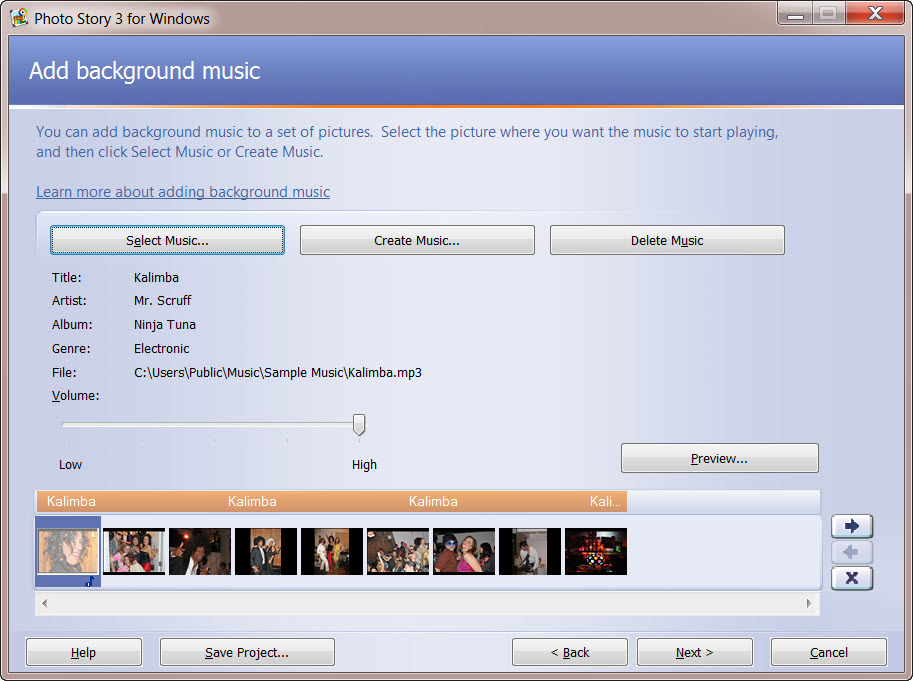 Photo Story 3 for Windows
Add background music
You can add background music to a set of pictures. Select the picture where you want the music to start playing,
and then click Select Music or Create Music.
Learn more about adding background music
Select Music... Create Music... Delete Music
Title: Kalimba
Artist: Mr. Scruff
Album: Ninja Tuna
Genre: Electronic
File: C:\Users\Public\Music\Sample Music\Kalimba.mp3
Volume:
Low High
Preview...
Kalimba Kalimba Kalimba Kali...
Help Save Project... < Back Next > Cancel